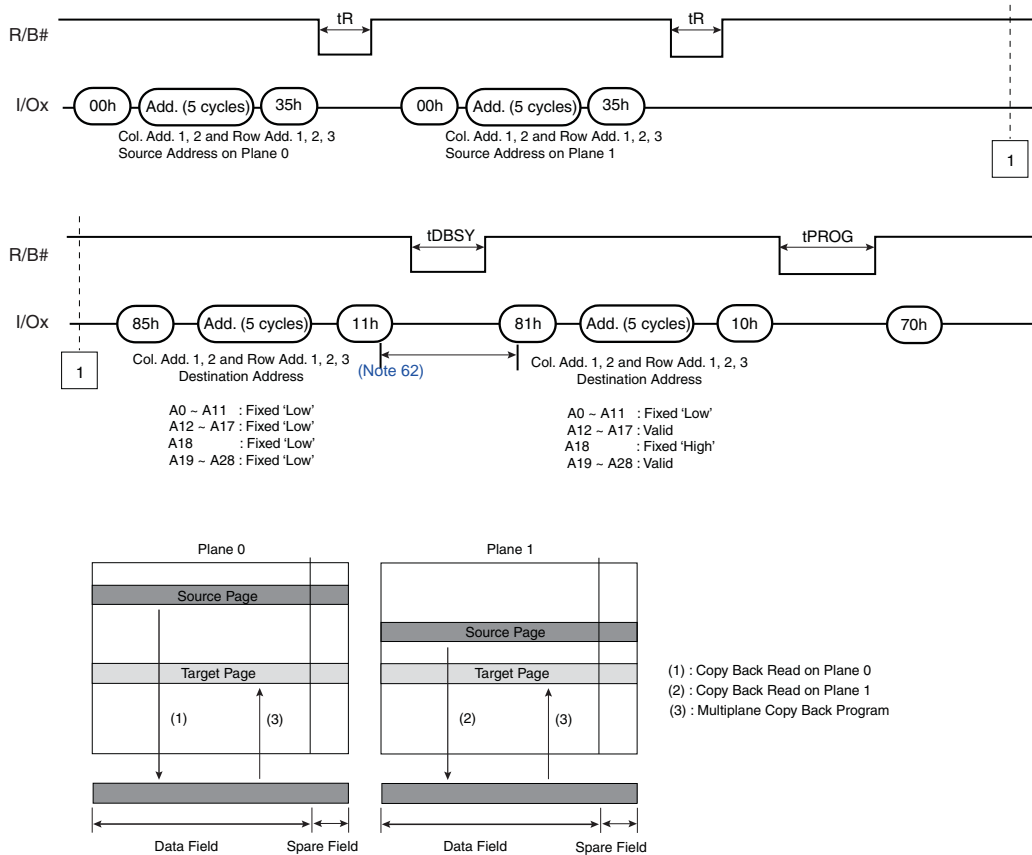 tR tR
R/B#
I/Ox 00h Add. (5 cycles) 35h 00h Add. (5 cycles) 35h
Col. Add. 1, 2 and Row Add. 1, 2, 3
Source Address on Plane 0
Col. Add. 1, 2 and Row Add. 1, 2, 3
Source Address on Plane 1
1
tDBSY tPROG
R/B#
I/Ox 85h Add. (5 cycles) 11h 81h Add. (5 cycles) 10h 70h
1
Col. Add. 1, 2 and Row Add. 1, 2, 3
Destination Address
(Note 62)
Col. Add. 1, 2 and Row Add. 1, 2, 3
Destination Address
A0 ~ A11 : Fixed ‘Low’
A12 ~ A17 : Fixed ‘Low’
A18 : Fixed ‘Low’
A19 ~ A28 : Fixed ‘Low’
A0 ~ A11 : Fixed ‘Low’
A12 ~ A17 : Valid
A18 : Fixed ‘High’
A19 ~ A28 : Valid
Plane 0
Source Page
Target Page
(1) (3)
Data Field Spare Field
Plane 1
Source Page
Target Page
(2) (3)
Data Field Spare Field
(1) : Copy Back Read on Plane 0
(2) : Copy Back Read on Plane 1
(3) : Multiplane Copy Back Program